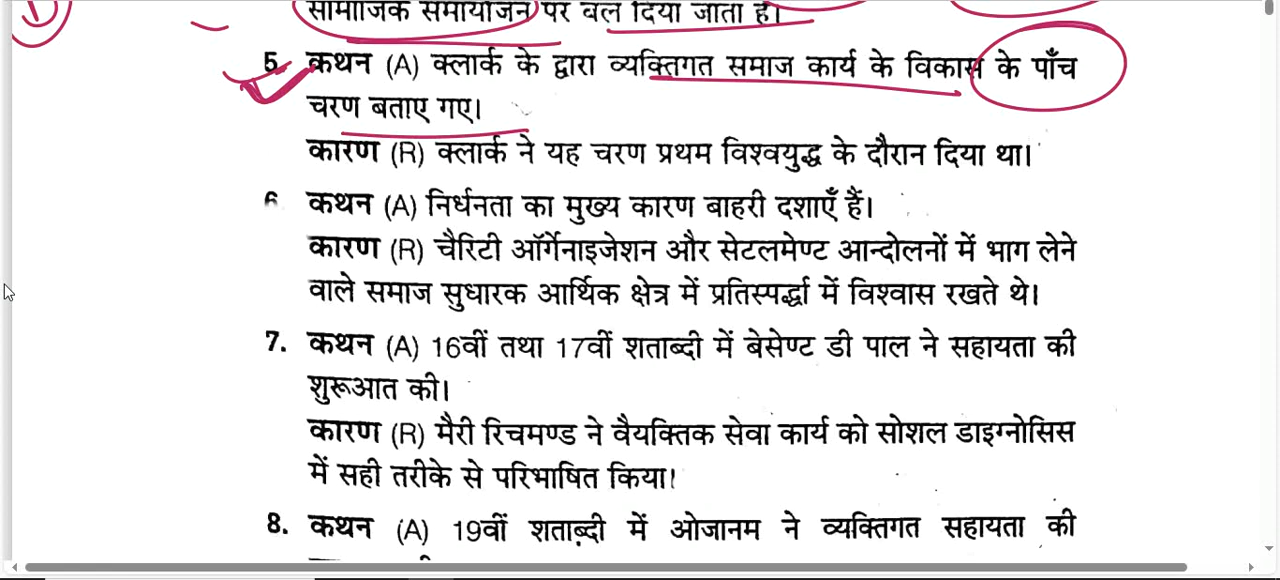 सामाजिक समायोजन पर बल दिया जाता है।
5. कथन (A) क्लार्क के द्वारा व्यक्तिगत समाज कार्य के विकास के पाँच
चरण बताए गए।
कारण (R) क्लार्क ने यह चरण प्रथम विश्वयुद्ध के दौरान दिया था।
6 कथन (A) निर्धनता का मुख्य कारण बाहरी दशाएँ हैं।
कारण (R) चैरिटी ऑर्गेनाइजेशन और सेटलमेण्ट आन्दोलनों में भाग लेने
वाले समाज सुधारक आर्थिक क्षेत्र में प्रतिस्पर्द्धा में विश्वास रखते थे।
7. कथन (A) 16वीं तथा 17वीं शताब्दी में बेसेण्ट डी पाल ने सहायता की
शुरूआत की।
कारण (R) मैरी रिचमण्ड ने वैयक्तिक सेवा कार्य को सोशल डाइग्नोसिस
में सही तरीके से परिभाषित किया।
8. कथन (A) 19वीं शताब्दी में ओजानम ने व्यक्तिगत सहायता की